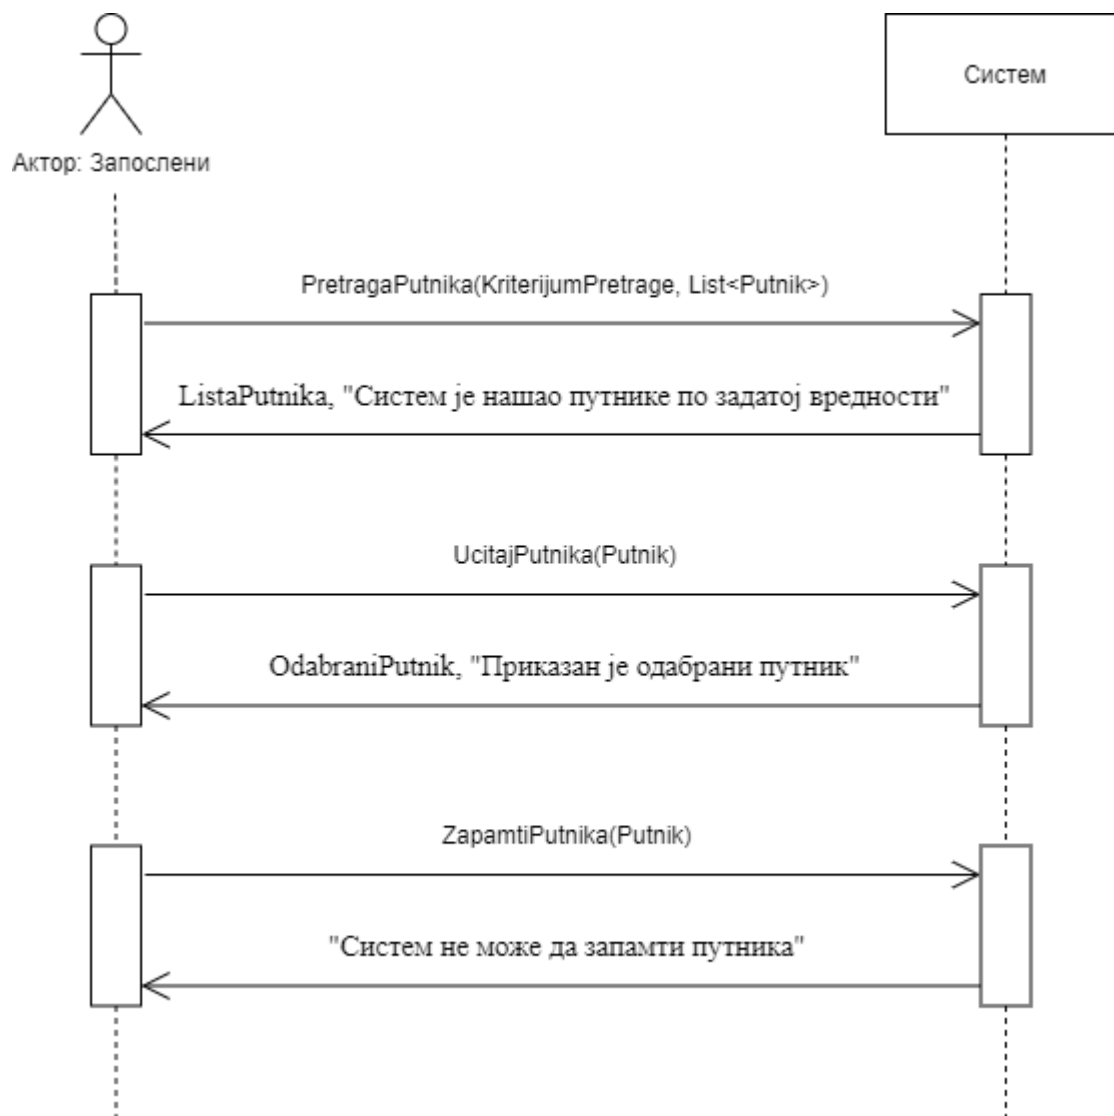 Систем
Актор: Запослени
PretragaPutnika(KriterijumPretrage, List<Putnik>)
ListaPutnika, "Систем је нашао путнике по задатој вредности"
UcitajPutnika(Putnik)
OdabraniPutnik, "Приказан је одабрани путник"
ZapamtiPutnika(Putnik)
"Систем не може да запамти путника"